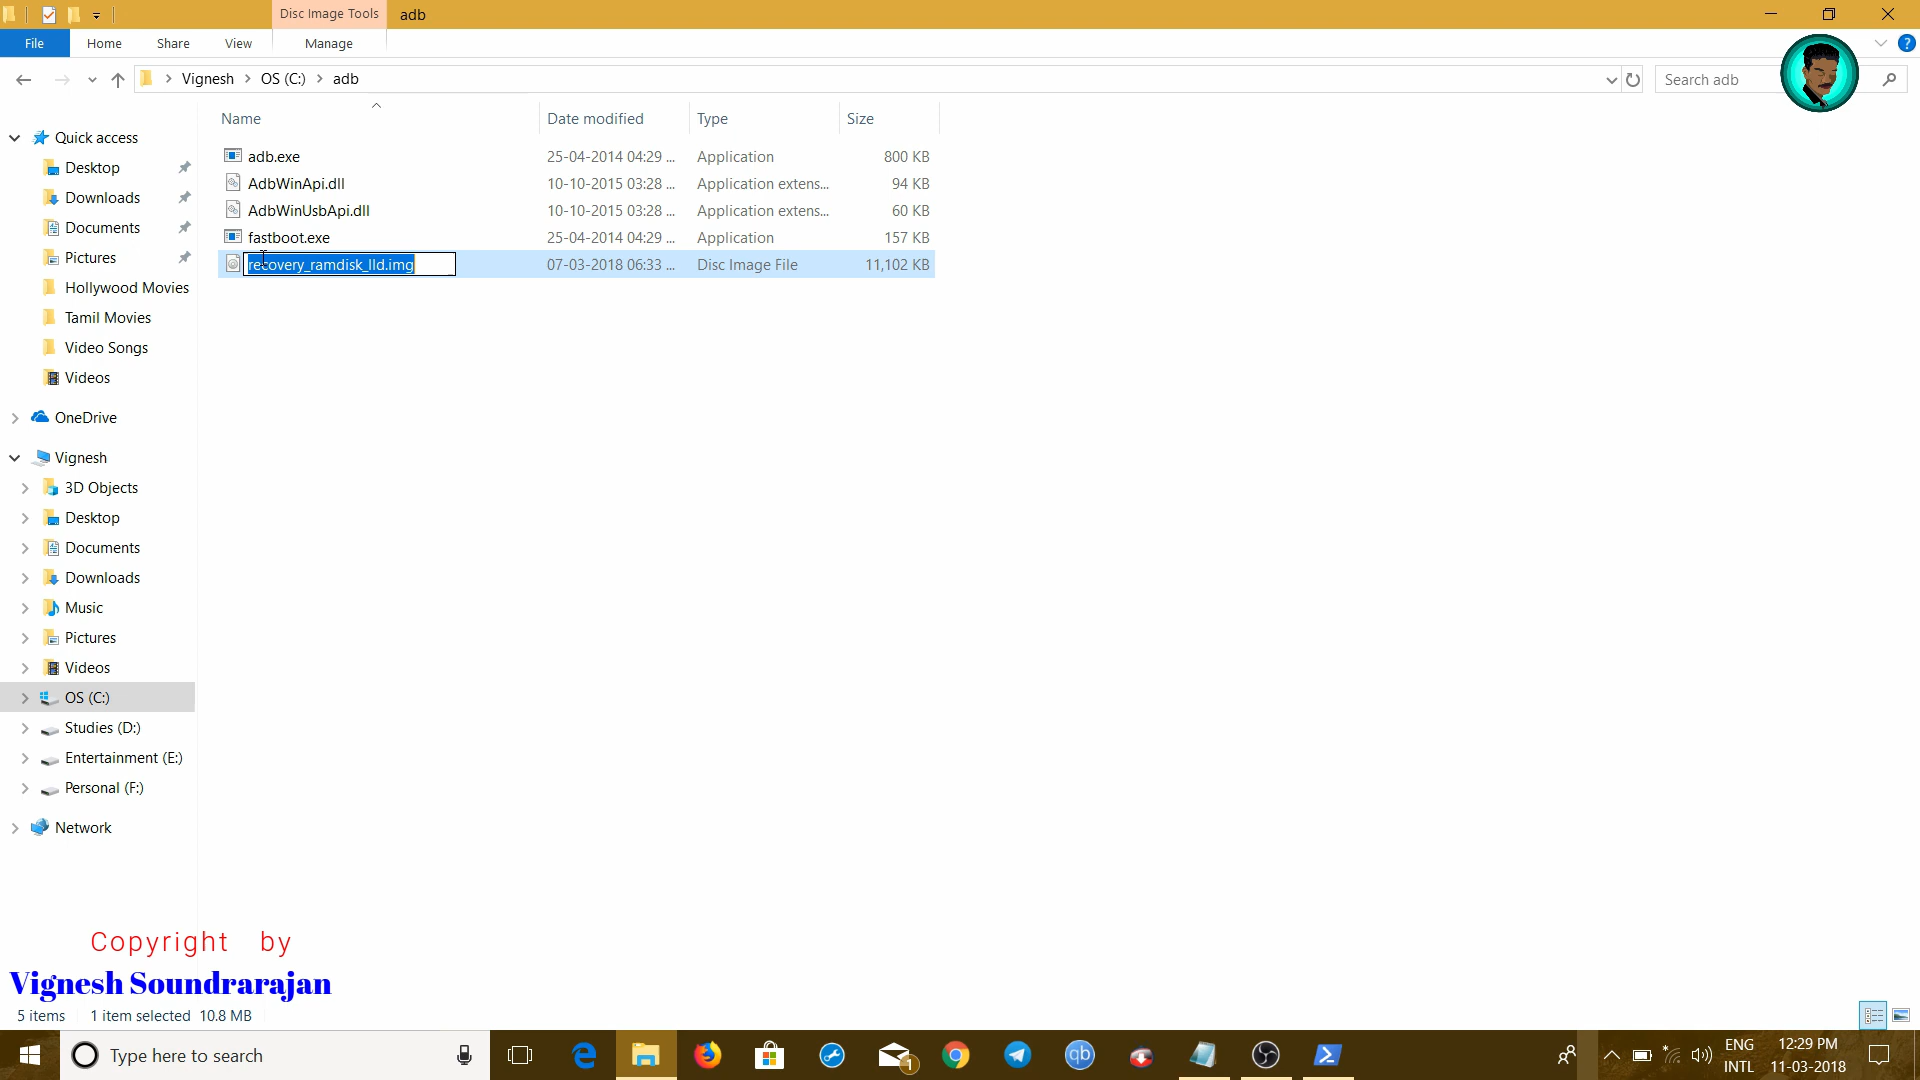 Disc Image Tools
adb
File
Home
Share
View
Manage
Vignesh
OS (C:)
adb
Search adb
Name
Date modified
Type
Size
adb.exe
25-04-2014 04:29 ...
Application
800 KB
AdbWinApi.dll
10-10-2015 03:28 ...
Application extens...
94 KB
AdbWinUsbApi.dll
10-10-2015 03:28 ...
Application extens...
60 KB
fastboot.exe
25-04-2014 04:29 ...
Application
157 KB
recovery_ramdisk_lld.img
07-03-2018 06:33 ...
Disc Image File
11,102 KB
Quick access
Desktop
Downloads
Documents
Pictures
Hollywood Movies
Tamil Movies
Video Songs
Videos
OneDrive
Vignesh
3D Objects
Desktop
Documents
Downloads
Music
Pictures
Videos
OS (C:)
Studies (D:)
Entertainment (E:)
Personal (F:)
Network
Copyright by
Vignesh Soundrarajan
5 items
1 item selected 10.8 MB
Type here to search
1
qb
ENG
INTL
12:29 PM
11-03-2018